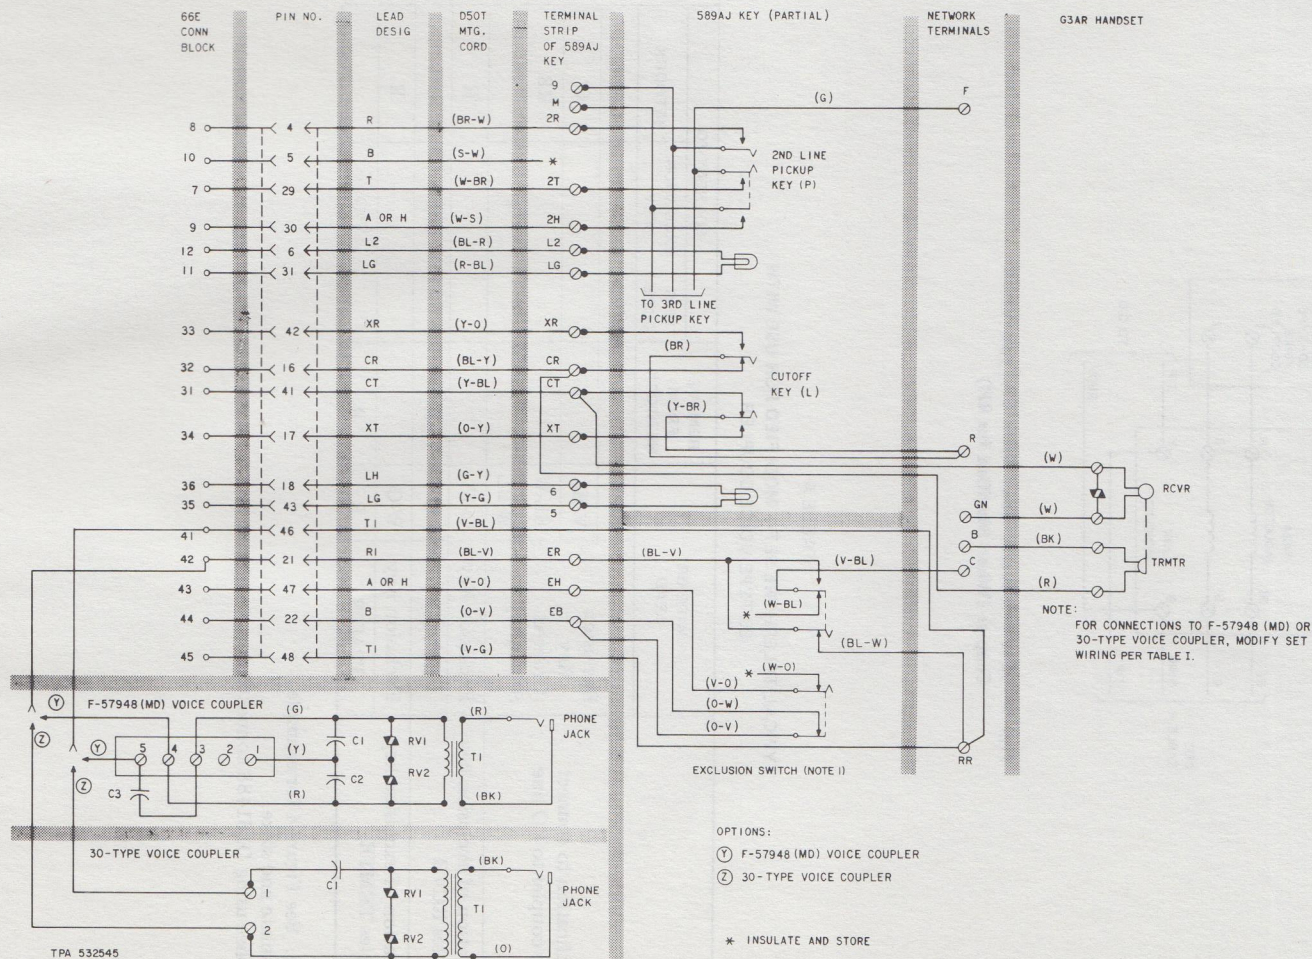 66E CONN BLOCK
PIN NO.
LEAD DESIG
D50T MTG. CORD
TERMINAL STRIP OF 589AJ KEY
589AJ KEY (PARTIAL)
NETWORK TERMINALS
G3AR HANDSET
9
M
(G)
F
8 4 R (BR-W) 2R
10 5 B (S-W) *
7 29 T (W-BR) 2T
9 30 A OR H (W-S) 2H
12 6 L2 (BL-R) L2
11 31 LG (R-BL) LG
2ND LINE PICKUP KEY (P)
TO 3RD LINE PICKUP KEY
33 42 XR (Y-O) XR
32 16 CR (BL-Y) CR
31 41 CT (Y-BL) CT
34 17 XT (O-Y) XT
(BR)
(Y-BR)
CUTOFF KEY (L)
R
36 18 LH (G-Y) 6
35 43 LG (Y-G) 5
41 46 T1 (V-BL)
42 21 R1 (BL-V) ER
43 47 A OR H (V-O) EH
44 22 B (O-V) EB
45 48 T1 (V-G)
(BL-V)
(V-BL)
* (W-BL)
(BL-W)
* (W-O)
(V-O)
(O-W)
(O-V)
EXCLUSION SWITCH (NOTE 1)
GN
B
C
RR
(W)
(W)
(BK)
(R)
RCVR
TRMTR
NOTE:
FOR CONNECTIONS TO F-57948 (MD) OR
30-TYPE VOICE COUPLER, MODIFY SET
WIRING PER TABLE I.
F-57948 (MD) VOICE COUPLER
Y
Z
Y
Z
5 4 3 2 1
C3
(G)
(Y)
(R)
C1
C2
RV1
RV2
T1
(R)
(BK)
PHONE JACK
30-TYPE VOICE COUPLER
1
2
C1
RV1
RV2
T1
(BK)
(O)
PHONE JACK
TPA 532545
OPTIONS:
Y F-57948 (MD) VOICE COUPLER
Z 30-TYPE VOICE COUPLER
* INSULATE AND STORE